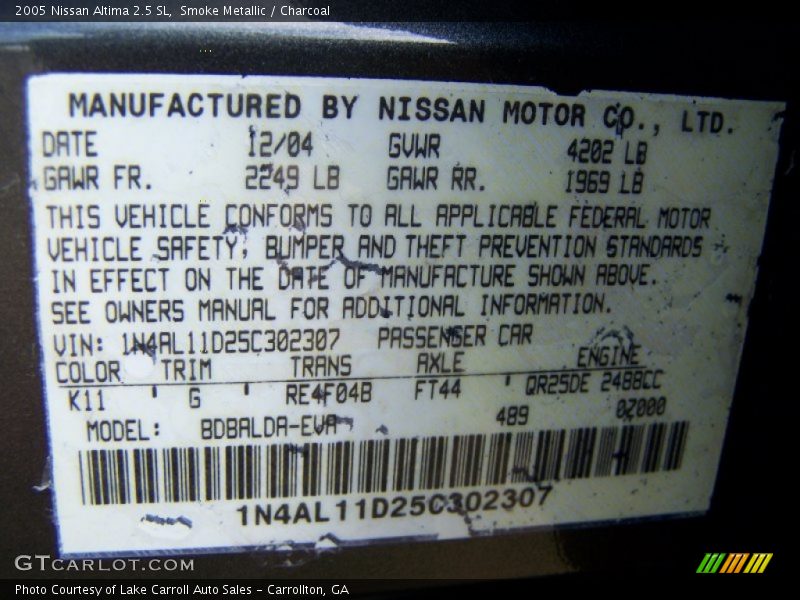 2005 Nissan Altima 2.5 SL, Smoke Metallic / Charcoal
MANUFACTURED BY NISSAN MOTOR CO., LTD.
DATE 12/04 GVWR 4202 LB
GAWR FR. 2249 LB GAWR RR. 1969 LB
THIS VEHICLE CONFORMS TO ALL APPLICABLE FEDERAL MOTOR
VEHICLE SAFETY, BUMPER AND THEFT PREVENTION STANDARDS
IN EFFECT ON THE DATE OF MANUFACTURE SHOWN ABOVE.
SEE OWNERS MANUAL FOR ADDITIONAL INFORMATION.
VIN: 1N4AL11D25C302307 PASSENGER CAR
COLOR TRIM TRANS AXLE ENGINE
K11 G RE4F04B FT44 QR25DE 2488CC
MODEL: BDBALDA-EVA 489 0Z000
1N4AL11D25C302307
GTCARLOT.COM
Photo Courtesy of Lake Carroll Auto Sales - Carrollton, GA